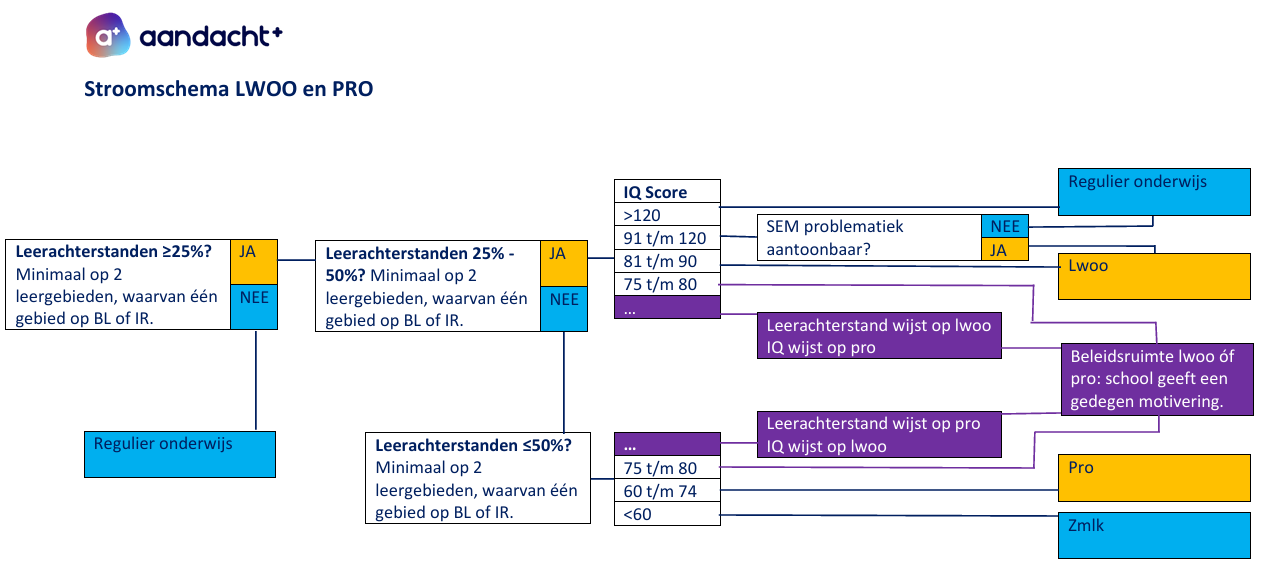 a+ aandacht+
Stroomschema LWOO en PRO
Leerachterstanden ≥25%?
Minimaal op 2
leergebieden, waarvan één
gebied op BL of IR.
JA
NEE
Regulier onderwijs
Leerachterstanden 25% -
50%? Minimaal op 2
leergebieden, waarvan één
gebied op BL of IR.
JA
NEE
Leerachterstanden ≤50%?
Minimaal op 2
leergebieden, waarvan één
gebied op BL of IR.
IQ Score
>120
91 t/m 120
81 t/m 90
75 t/m 80
...
SEM problematiek
aantoonbaar?
NEE
JA
Leerachterstand wijst op lwoo
IQ wijst op pro
Leerachterstand wijst op pro
IQ wijst op lwoo
...
75 t/m 80
60 t/m 74
<60
Regulier onderwijs
Lwoo
Beleidsruimte lwoo óf
pro: school geeft een
gedegen motivering.
Pro
Zmlk